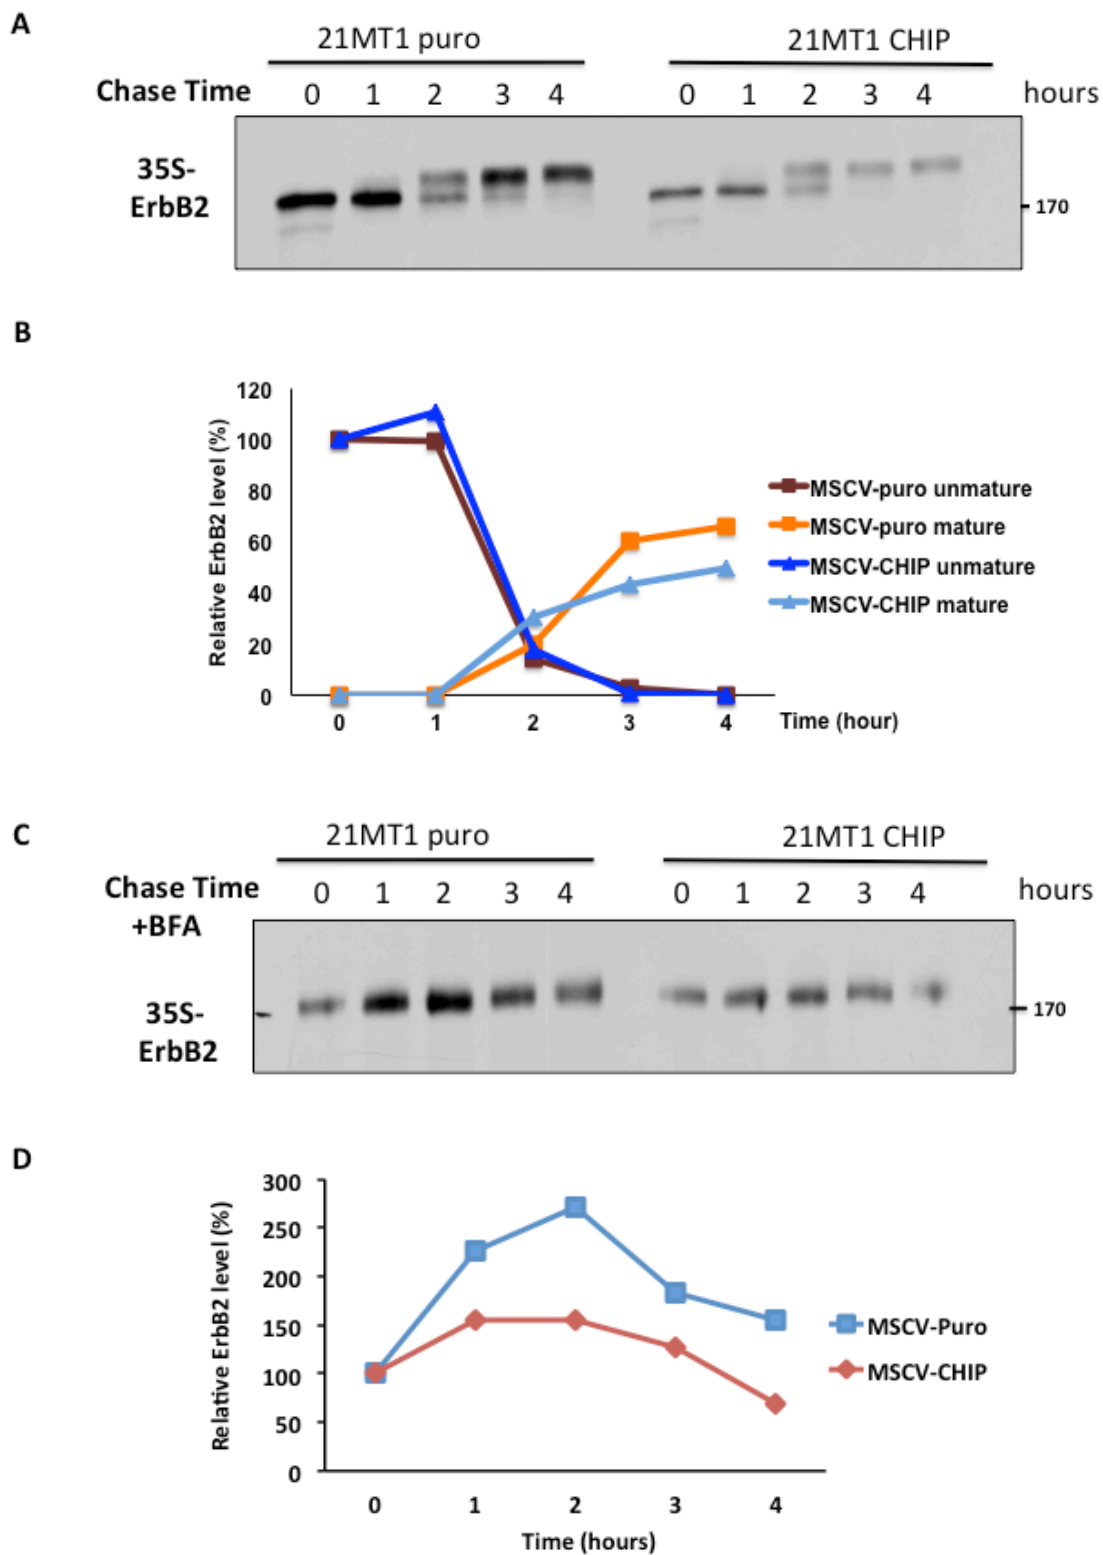 A
21MT1 puro
21MT1 CHIP
Chase Time 0 1 2 3 4 0 1 2 3 4 hours
35S-
ErbB2
170
B
120
100
80
60
40
20
0
Relative ErbB2 level (%)
0 1 2 3 4 Time (hour)
MSCV-puro unmature
MSCV-puro mature
MSCV-CHIP unmature
MSCV-CHIP mature
C
21MT1 puro
21MT1 CHIP
Chase Time 0 1 2 3 4 0 1 2 3 4 hours
+BFA
35S-
ErbB2
170
D
300
250
200
150
100
50
0
Relative ErbB2 level (%)
0 1 2 3 4
Time (hours)
MSCV-Puro
MSCV-CHIP